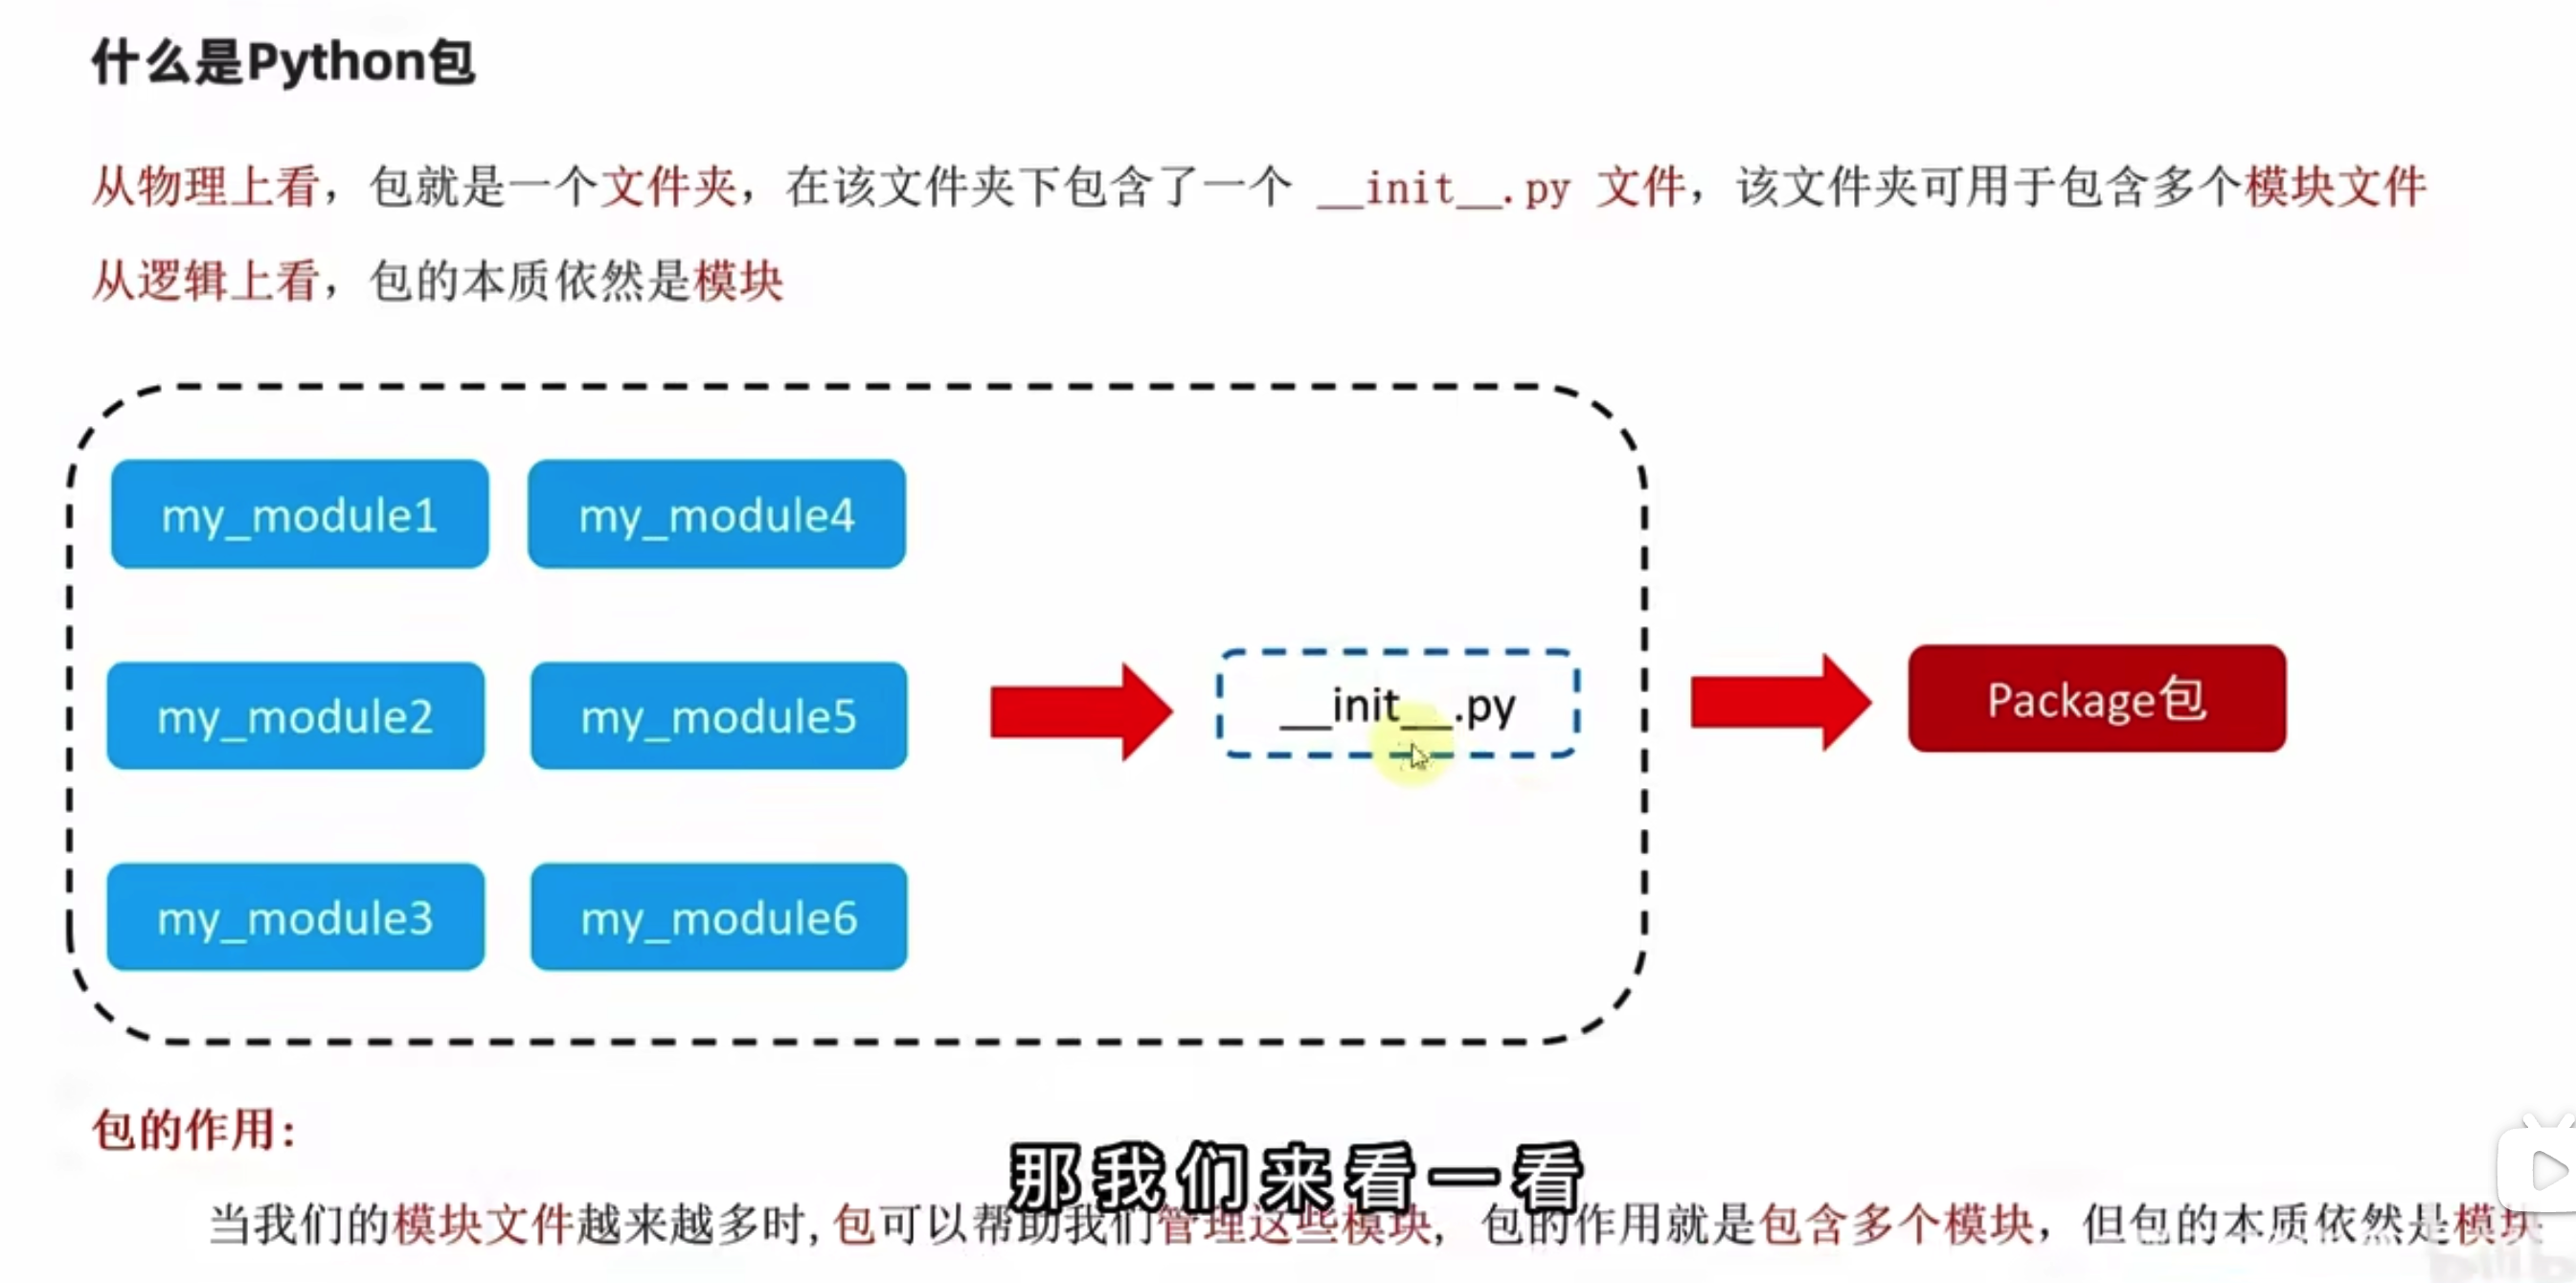 什么是Python包
从物理上看，包就是一个文件夹，在该文件夹下包含了一个 __init__.py 文件，该文件夹可用于包含多个模块文件
从逻辑上看，包的本质依然是模块
my_module1
my_module4
my_module2
my_module5
__init__.py
Package包
my_module3
my_module6
包的作用:
那我们来看一看
当我们的模块文件越来越多时,包可以帮助我们管理这些模块, 包的作用就是包含多个模块，但包的本质依然是模块